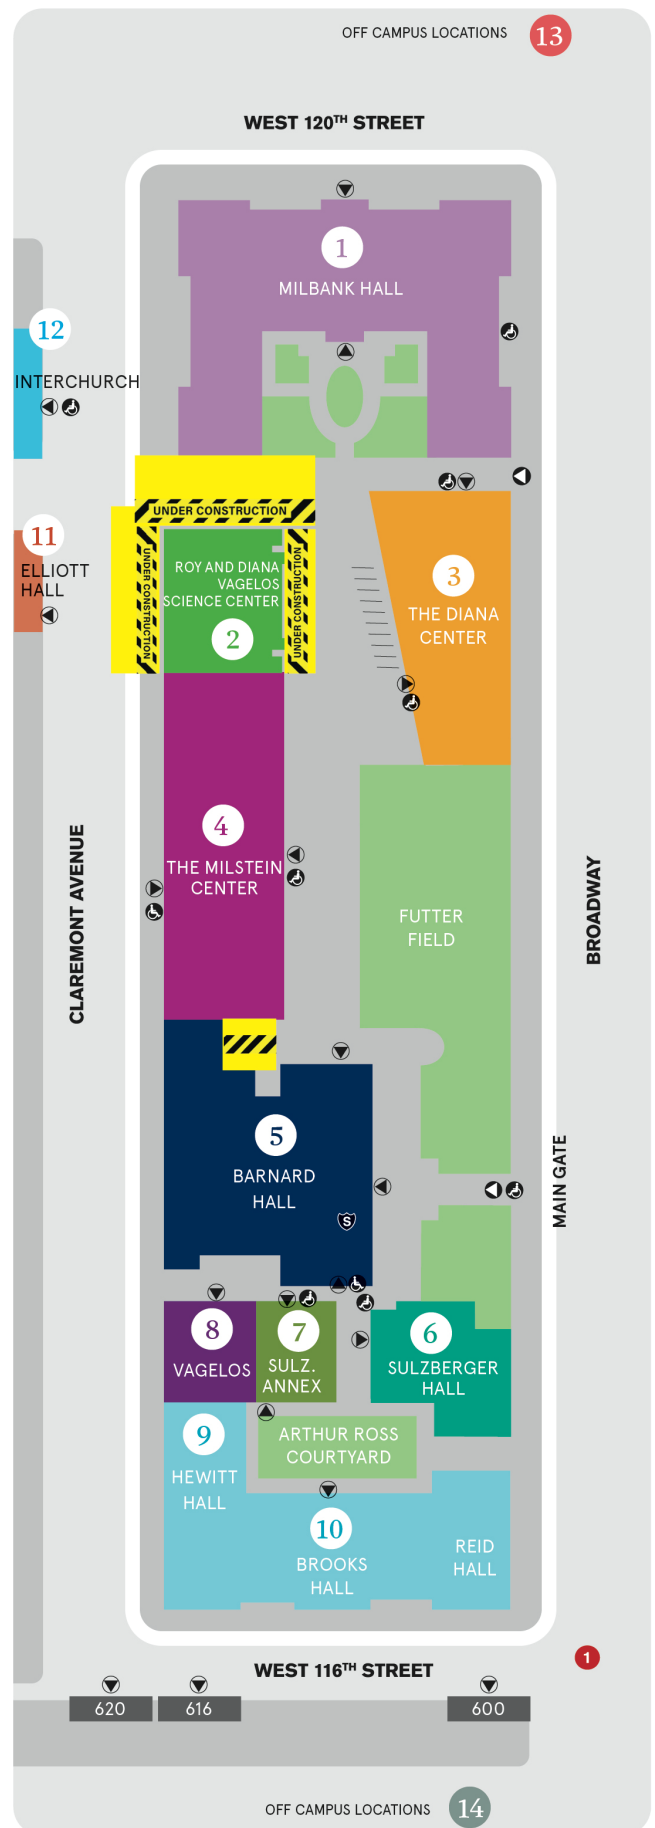 OFF CAMPUS LOCATIONS 13
WEST 120TH STREET
1
MILBANK HALL
12
INTERCHURCH
UNDER CONSTRUCTION
11
ELLIOTT
HALL
UNDER CONSTRUCTION
ROY AND DIANA
VAGELOS
SCIENCE CENTER
2
UNDER CONSTRUCTION
3
THE DIANA
CENTER
4
THE MILSTEIN
CENTER
CLAREMONT AVENUE
BROADWAY
FUTTER
FIELD
5
BARNARD
HALL
S
MAIN GATE
8
VAGELOS
7
SULZ.
ANNEX
6
SULZBERGER
HALL
9
HEWITT
HALL
ARTHUR ROSS
COURTYARD
10
BROOKS
HALL
REID
HALL
WEST 116TH STREET
1
620
616
600
OFF CAMPUS LOCATIONS 14